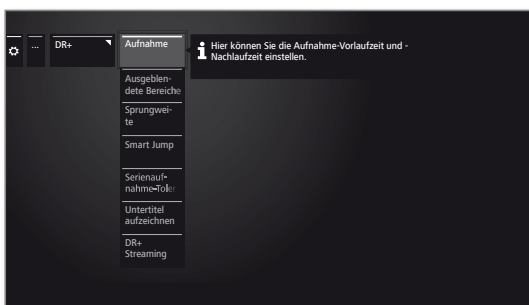 ... DR+ Aufnahme Hier können Sie die Aufnahme-Vorlaufzeit und -
Nachlaufzeit einstellen.
Ausgeblen-
dete Bereiche
Sprungwei-
te
Smart Jump
Serienauf-
nahme-Toler
Untertitel
aufzeichnen
DR+
Streaming